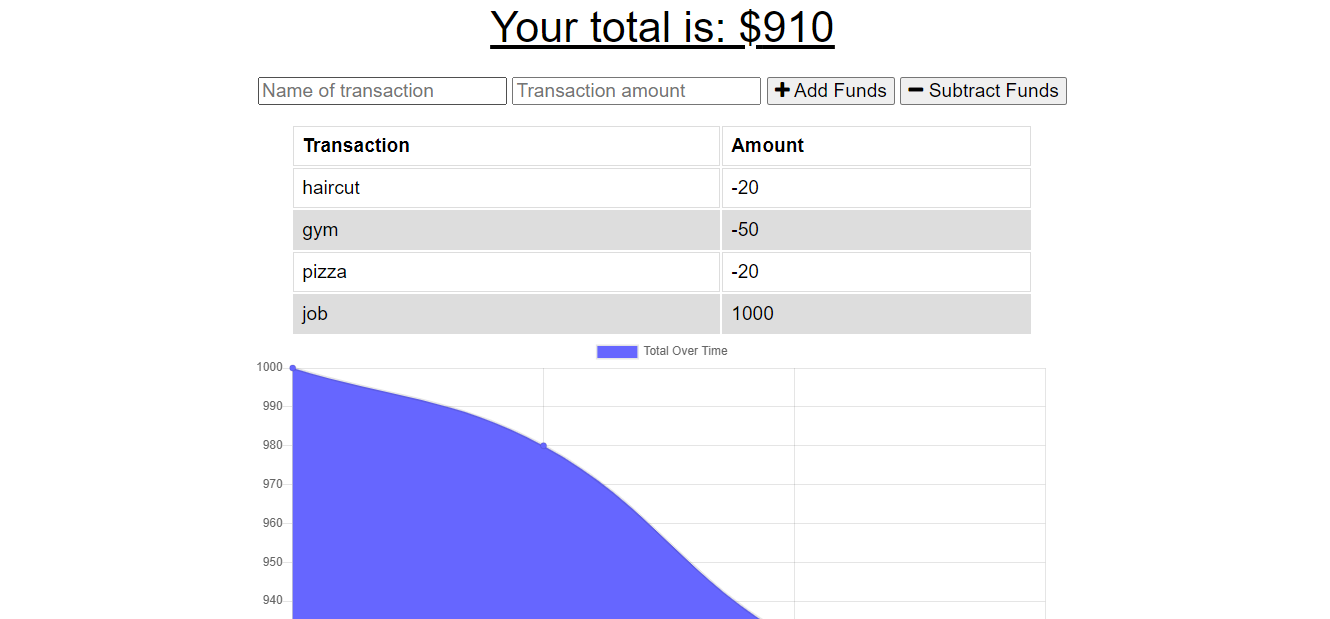 Your total is: $910
Name of transaction Transaction amount Add Funds Subtract Funds
Transaction Amount
haircut -20
gym -50
pizza -20
job 1000
Total Over Time
1000
990
980
970
960
950
940